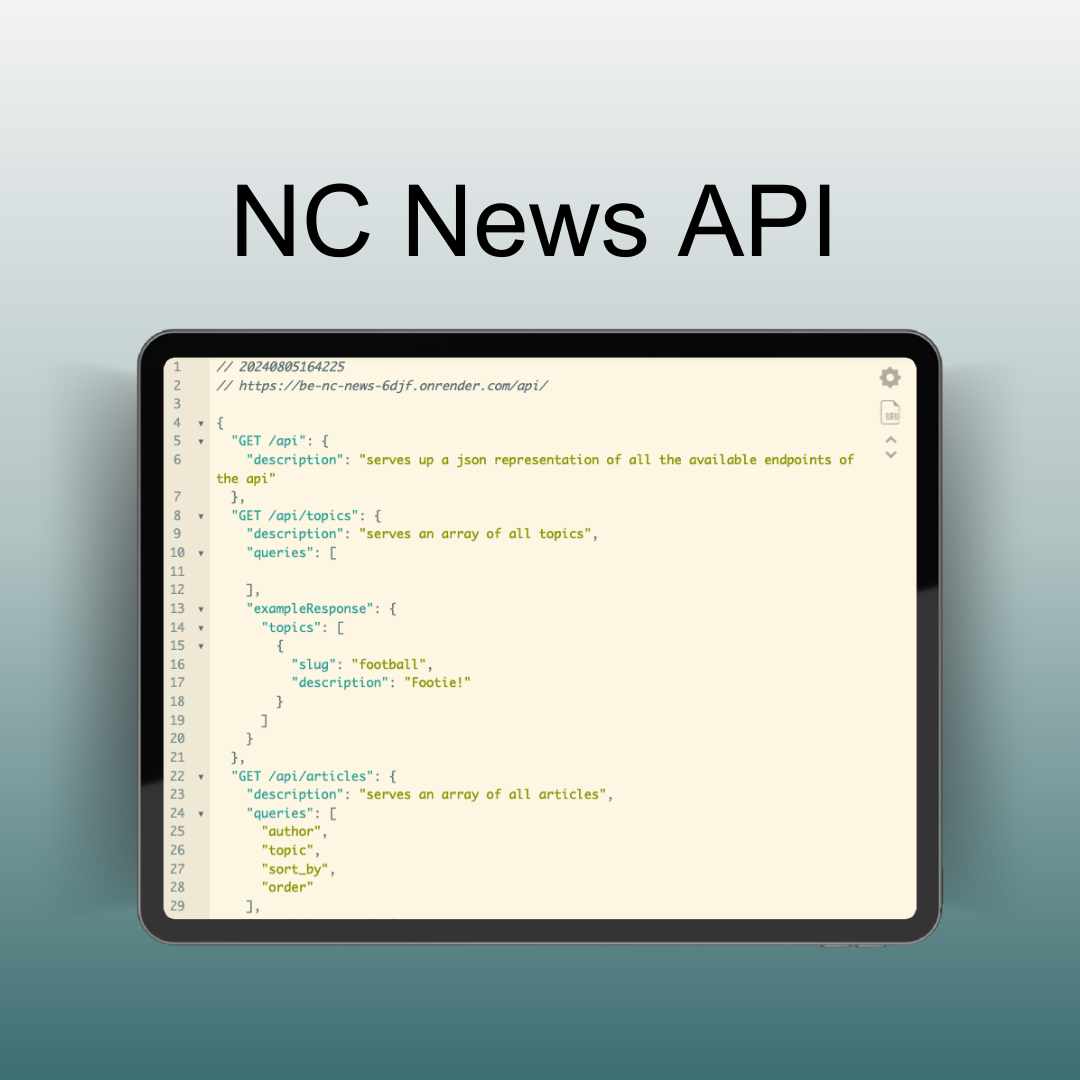 NC News API
1 // 20240805164225
2 // https://be-nc-news-6djf.onrender.com/api/
3
4 {
5 "GET /api": {
6 "description": "serves up a json representation of all the available endpoints of
the api"
7 },
8 "GET /api/topics": {
9 "description": "serves an array of all topics",
10 "queries": [
11
12 ],
13 "exampleResponse": {
14 "topics": [
15 {
16 "slug": "football",
17 "description": "Footie!"
18 }
19 ]
20 }
21 },
22 "GET /api/articles": {
23 "description": "serves an array of all articles",
24 "queries": [
25 "author",
26 "topic",
27 "sort_by",
28 "order"
29 ],